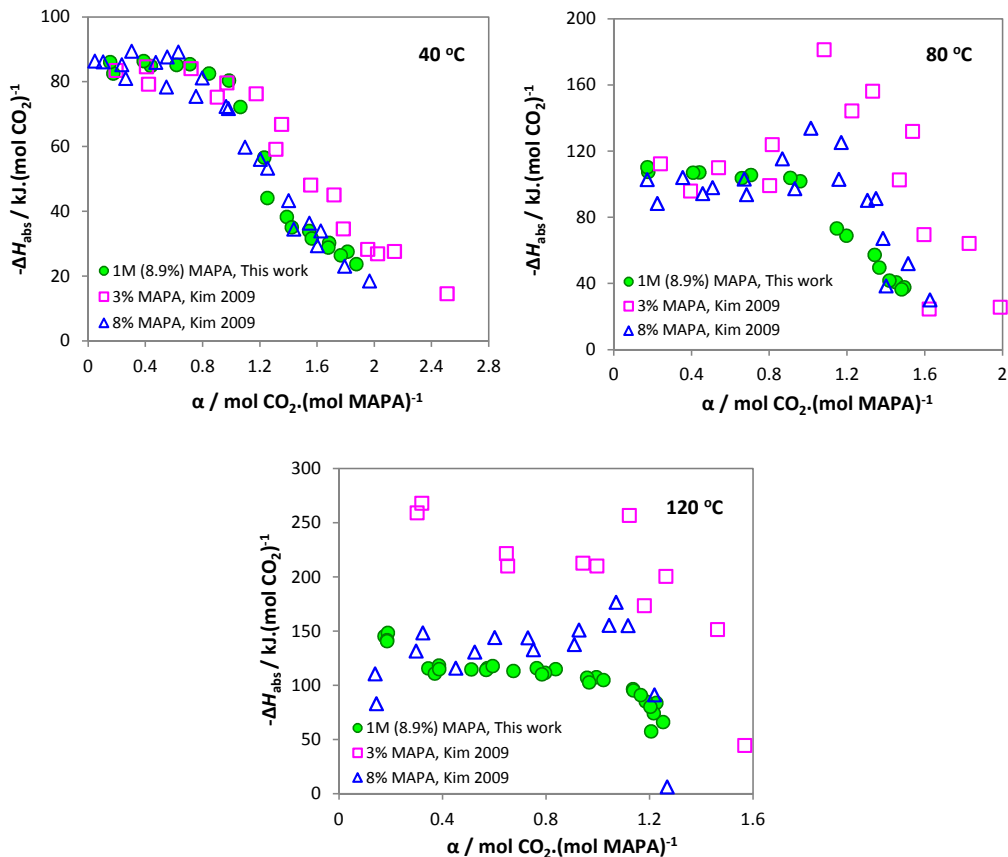 100
80
60
40
20
0
-ΔH_abs / kJ.(mol CO₂)⁻¹
40 ºC
1M (8.9%) MAPA, This work
3% MAPA, Kim 2009
8% MAPA, Kim 2009
0 0.4 0.8 1.2 1.6 2 2.4 2.8
α / mol CO₂.(mol MAPA)⁻¹
200
160
120
80
40
0
-ΔH_abs / kJ.(mol CO₂)⁻¹
80 ºC
1M (8.9%) MAPA, This work
3% MAPA, Kim 2009
8% MAPA, Kim 2009
0 0.4 0.8 1.2 1.6 2
α / mol CO₂.(mol MAPA)⁻¹
300
250
200
150
100
50
0
-ΔH_abs / kJ.(mol CO₂)⁻¹
120 ºC
1M (8.9%) MAPA, This work
3% MAPA, Kim 2009
8% MAPA, Kim 2009
0 0.4 0.8 1.2 1.6
α / mol CO₂.(mol MAPA)⁻¹